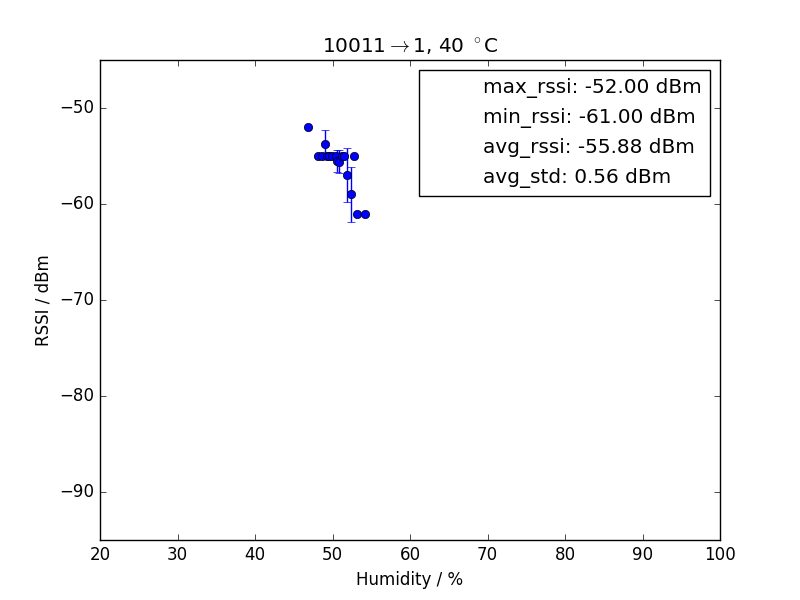 10011→1, 40 °C
max_rssi: -52.00 dBm
min_rssi: -61.00 dBm
avg_rssi: -55.88 dBm
avg_std: 0.56 dBm
RSSI / dBm
−50
−60
−70
−80
−90
20 30 40 50 60 70 80 90 100
Humidity / %